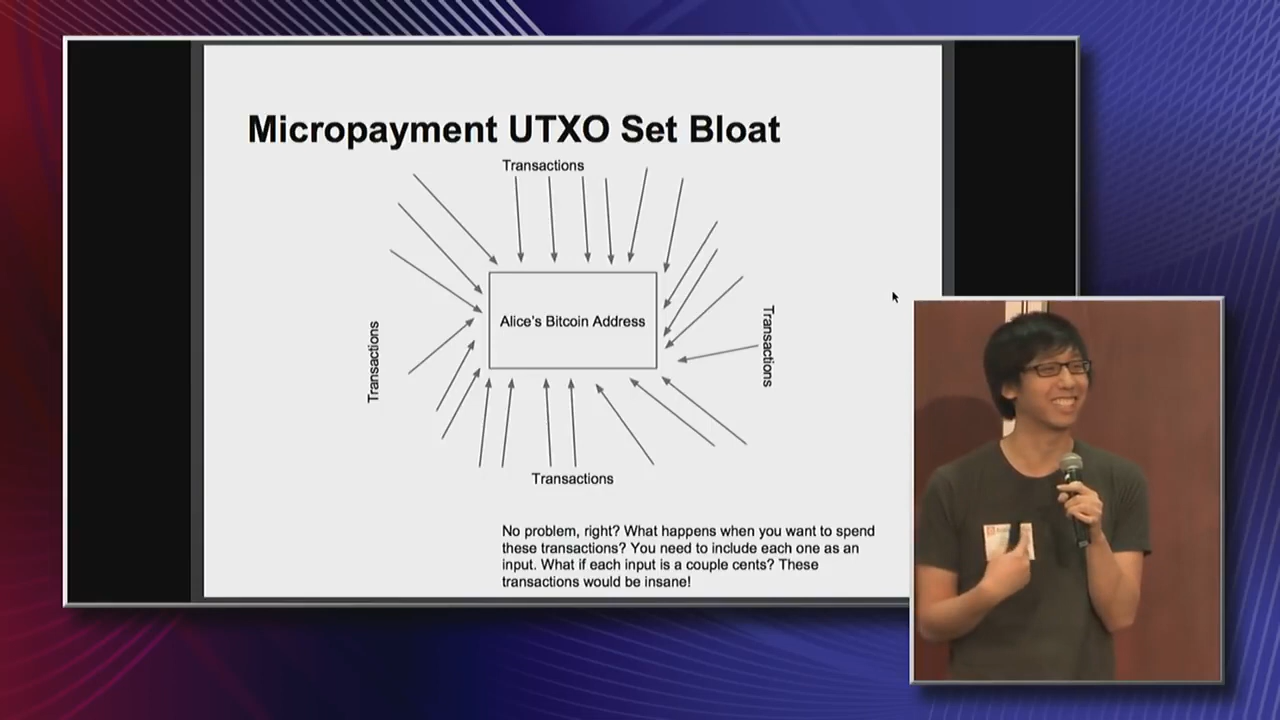 Micropayment UTXO Set Bloat
Transactions
Transactions
Alice's Bitcoin Address
Transactions
Transactions
No problem, right? What happens when you want to spend
these transactions? You need to include each one as an
input. What if each input is a couple cents? These
transactions would be insane!